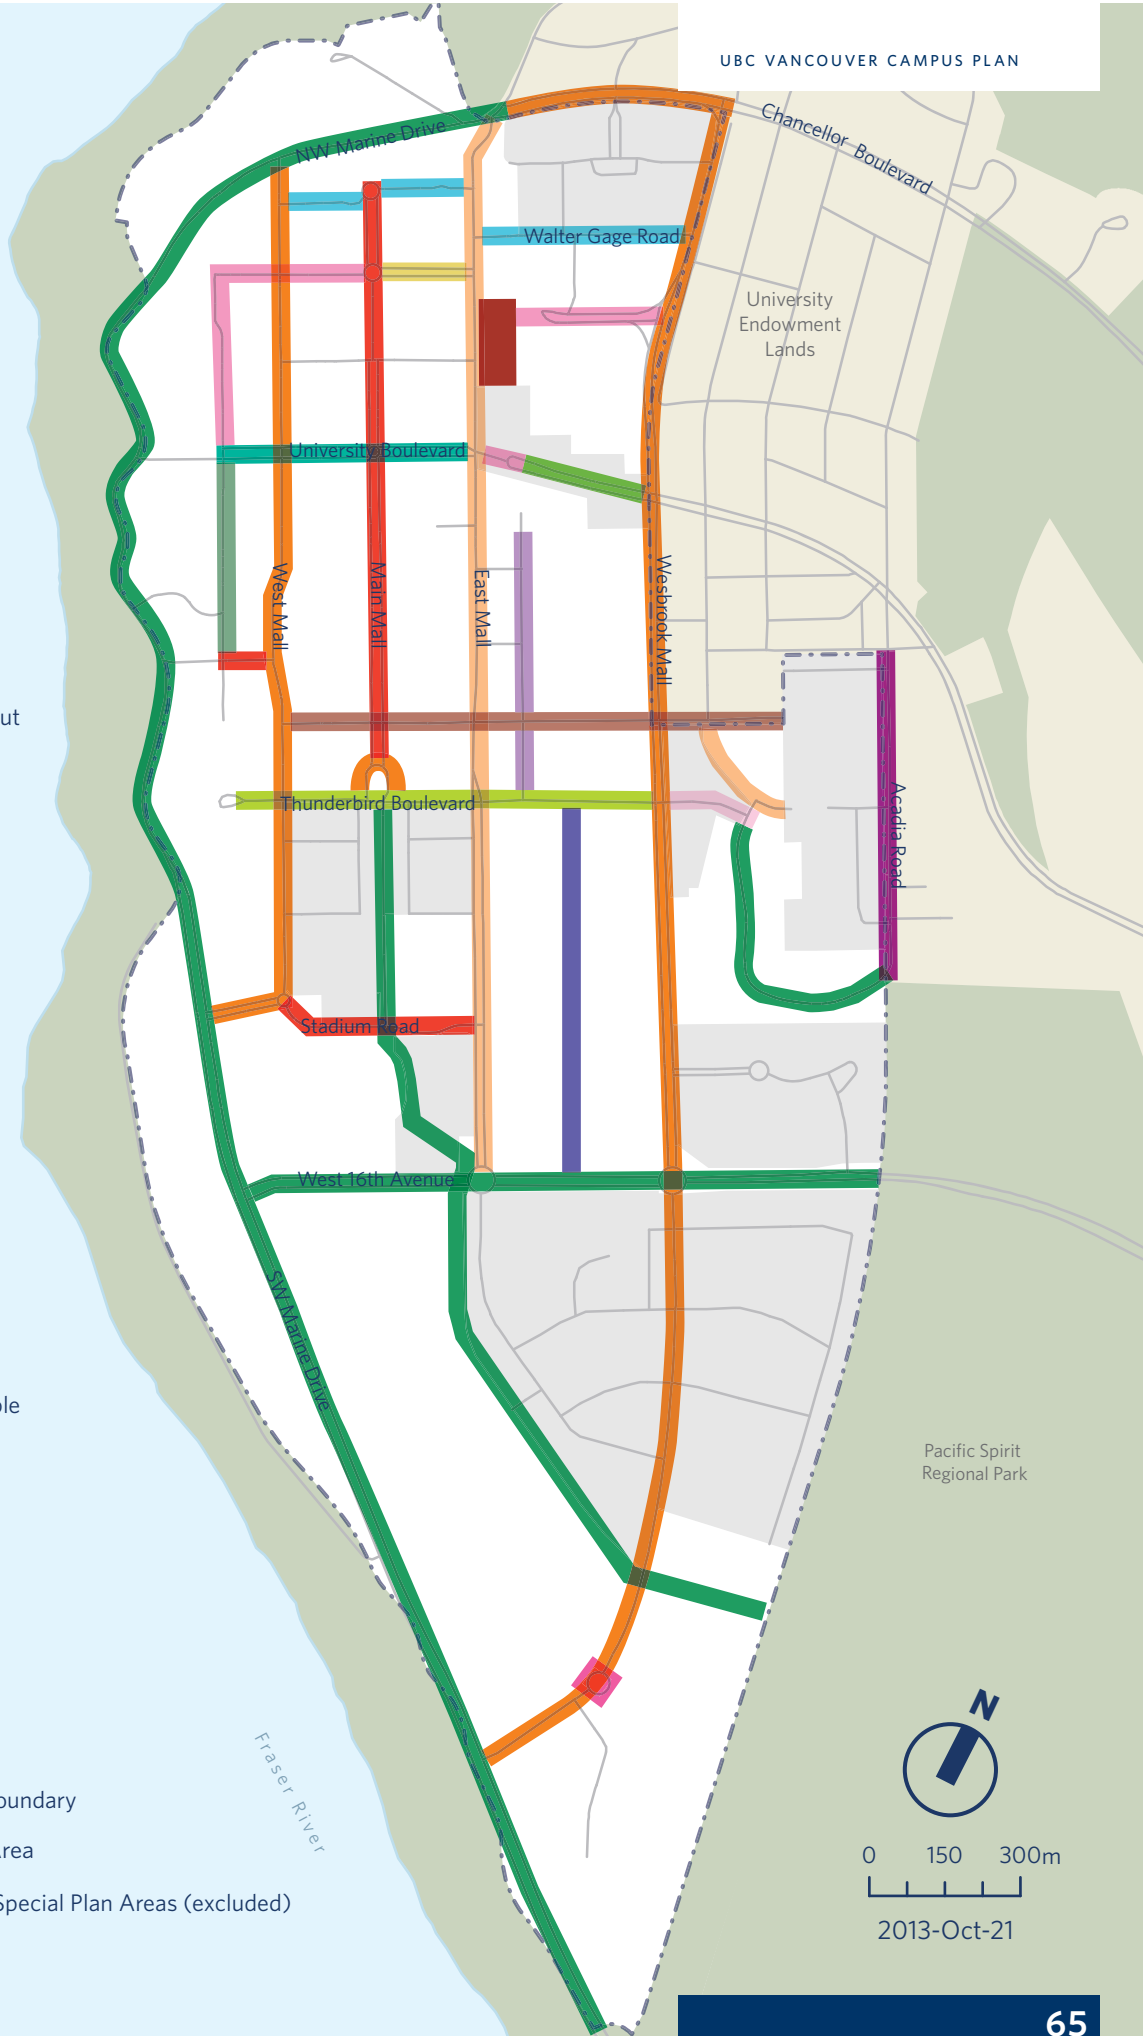 UBC VANCOUVER CAMPUS PLAN
Chancellor Boulevard
NW Marine Drive
Walter Gage Road
University
Endowment
Lands
University Boulevard
West Mall
Main Mall
East Mall
Wesbrook Mall
ut
Thunderbird Boulevard
Acadia Road
Stadium Road
West 16th Avenue
SW Marine Drive
ole
Pacific Spirit
Regional Park
N
Fraser River
oundary
Area
0 150 300m
Special Plan Areas (excluded)
2013-Oct-21
65